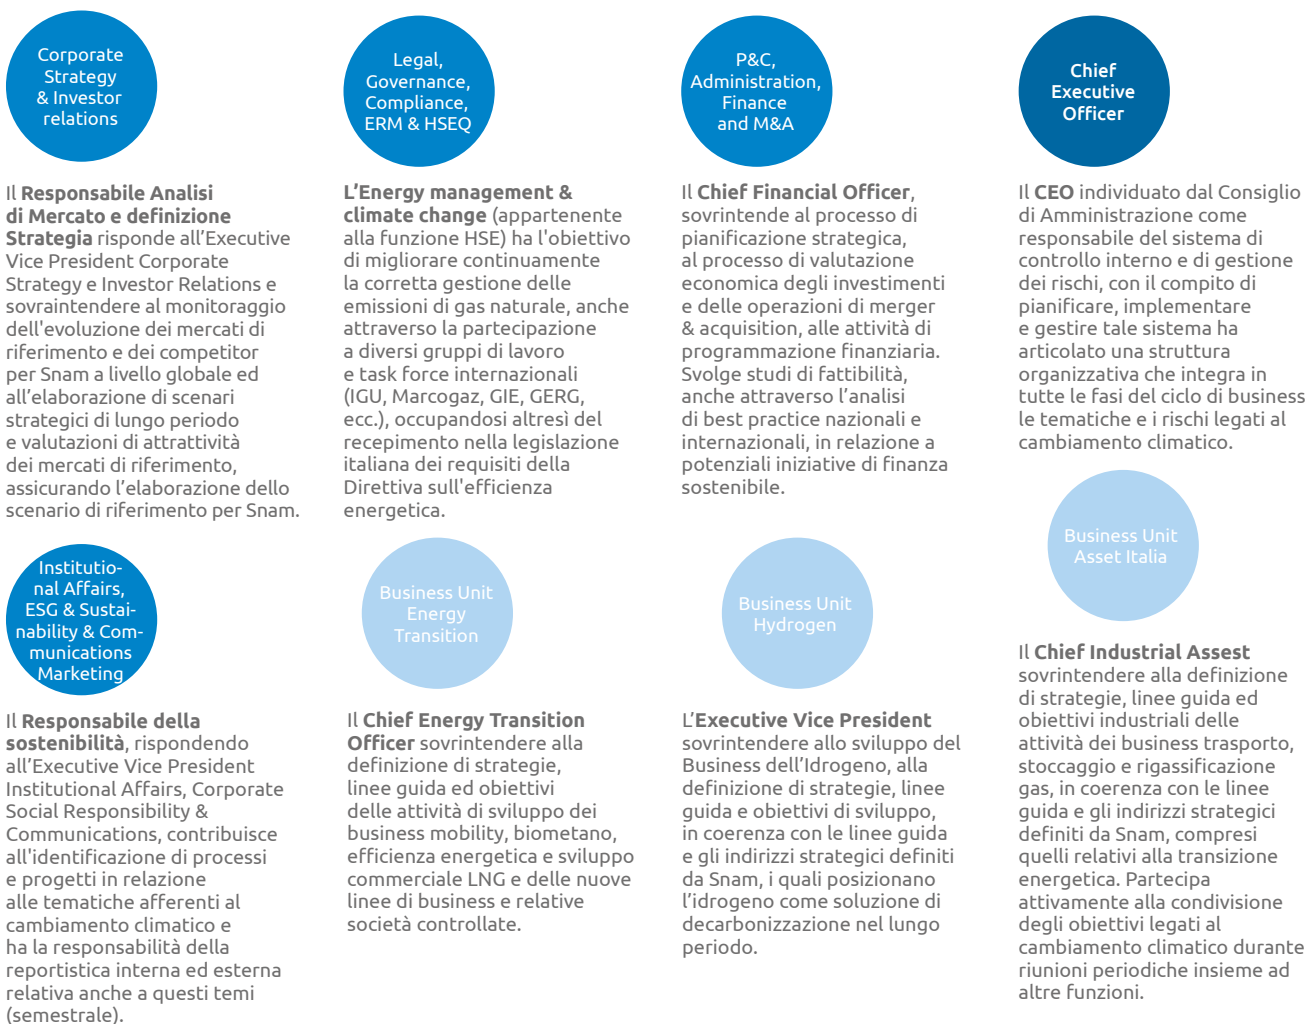 Corporate
Strategy
& Investor
relations
Il Responsabile Analisi
di Mercato e definizione
Strategia risponde all’Executive
Vice President Corporate
Strategy e Investor Relations e
sovraintendere al monitoraggio
dell'evoluzione dei mercati di
riferimento e dei competitor
per Snam a livello globale ed
all’elaborazione di scenari
strategici di lungo periodo
e valutazioni di attrattività
dei mercati di riferimento,
assicurando l’elaborazione dello
scenario di riferimento per Snam.
Legal,
Governance,
Compliance,
ERM & HSEQ
L’Energy management &
climate change (appartenente
alla funzione HSE) ha l'obiettivo
di migliorare continuamente
la corretta gestione delle
emissioni di gas naturale, anche
attraverso la partecipazione
a diversi gruppi di lavoro
e task force internazionali
(IGU, Marcogaz, GIE, GERG,
ecc.), occupandosi altresì del
recepimento nella legislazione
italiana dei requisiti della
Direttiva sull'efficienza
energetica.
P&C,
Administration,
Finance
and M&A
Il Chief Financial Officer,
sovrintende al processo di
pianificazione strategica,
al processo di valutazione
economica degli investimenti
e delle operazioni di merger
& acquisition, alle attività di
programmazione finanziaria.
Svolge studi di fattibilità,
anche attraverso l’analisi
di best practice nazionali e
internazionali, in relazione a
potenziali iniziative di finanza
sostenibile.
Chief
Executive
Officer
Il CEO individuato dal Consiglio
di Amministrazione come
responsabile del sistema di
controllo interno e di gestione
dei rischi, con il compito di
pianificare, implementare
e gestire tale sistema ha
articolato una struttura
organizzativa che integra in
tutte le fasi del ciclo di business
le tematiche e i rischi legati al
cambiamento climatico.
Institutio-
nal Affairs,
ESG & Sustai-
nability & Com-
munications
Marketing
Il Responsabile della
sostenibilità, rispondendo
all’Executive Vice President
Institutional Affairs, Corporate
Social Responsibility &
Communications, contribuisce
all'identificazione di processi
e progetti in relazione
alle tematiche afferenti al
cambiamento climatico e
ha la responsabilità della
reportistica interna ed esterna
relativa anche a questi temi
(semestrale).
Business Unit
Energy
Transition
Il Chief Energy Transition
Officer sovrintendere alla
definizione di strategie,
linee guida ed obiettivi
delle attività di sviluppo dei
business mobility, biometano,
efficienza energetica e sviluppo
commerciale LNG e delle nuove
linee di business e relative
società controllate.
Business Unit
Hydrogen
L’Executive Vice President
sovrintendere allo sviluppo del
Business dell’Idrogeno, alla
definizione di strategie, linee
guida e obiettivi di sviluppo,
in coerenza con le linee guida
e gli indirizzi strategici definiti
da Snam, i quali posizionano
l’idrogeno come soluzione di
decarbonizzazione nel lungo
periodo.
Business Unit
Asset Italia
Il Chief Industrial Assest
sovrintendere alla definizione
di strategie, linee guida ed
obiettivi industriali delle
attività dei business trasporto,
stoccaggio e rigassificazione
gas, in coerenza con le linee
guida e gli indirizzi strategici
definiti da Snam, compresi
quelli relativi alla transizione
energetica. Partecipa
attivamente alla condivisione
degli obiettivi legati al
cambiamento climatico durante
riunioni periodiche insieme ad
altre funzioni.